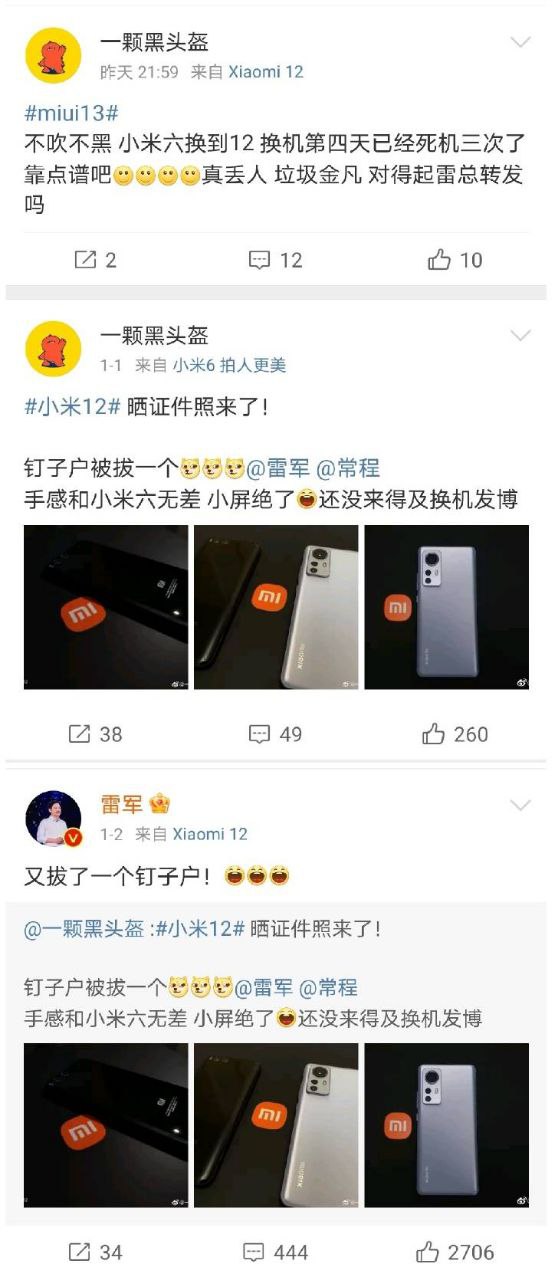 一颗黑头盔
昨天 21:59 来自 Xiaomi 12
#miui13#
不吹不黑 小米六换到12 换机第四天已经死机三次了
靠点谱吧🙂🙂🙂🙂真丢人 垃圾金凡 对得起雷总转发
吗
2 12 10
一颗黑头盔
1-1 来自 小米6 拍人更美
#小米12# 晒证件照来了!
钉子户被拔一个@雷军 @常程
手感和小米六无差 小屏绝了还没来得及换机发博
38 49 260
雷军
1-2 来自 Xiaomi 12
又拔了一个钉子户!
@一颗黑头盔 :#小米12# 晒证件照来了!
钉子户被拔一个@雷军 @常程
手感和小米六无差 小屏绝了还没来得及换机发博
34 444 2706